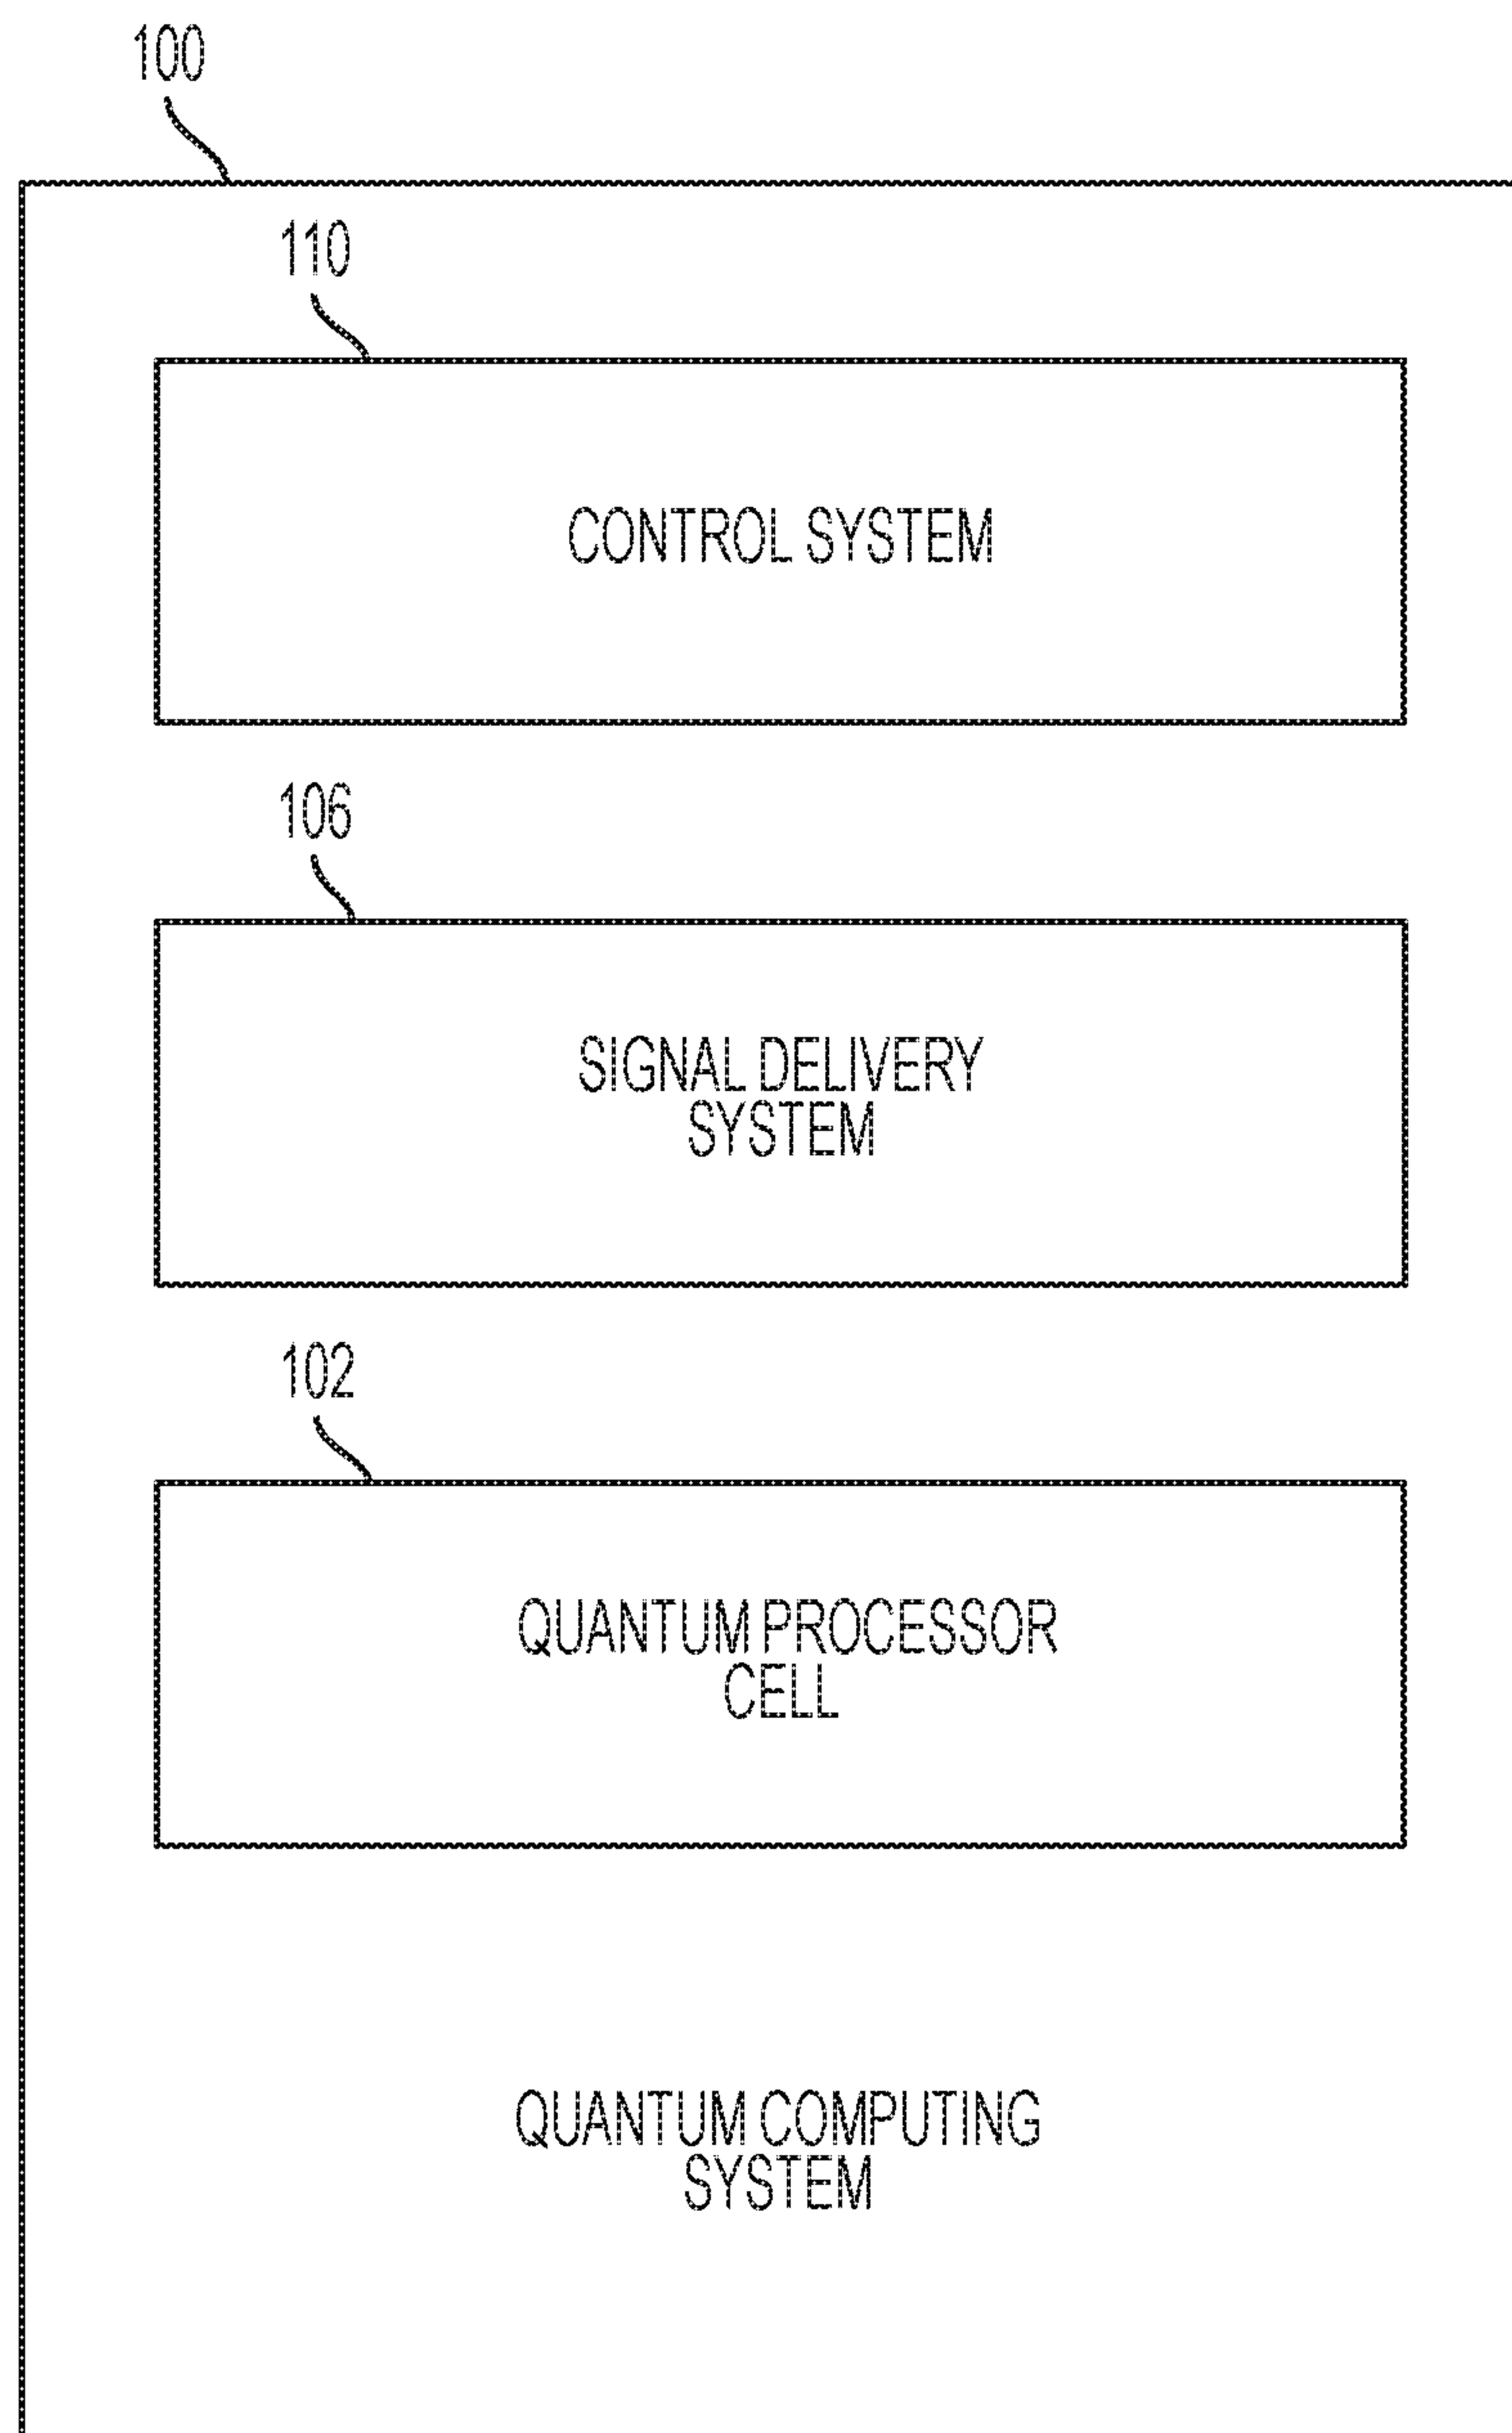 100
110
CONTROL SYSTEM
106
SIGNAL DELIVERY
SYSTEM
102
QUANTUM PROCESSOR
CELL
QUANTUM COMPUTING
SYSTEM